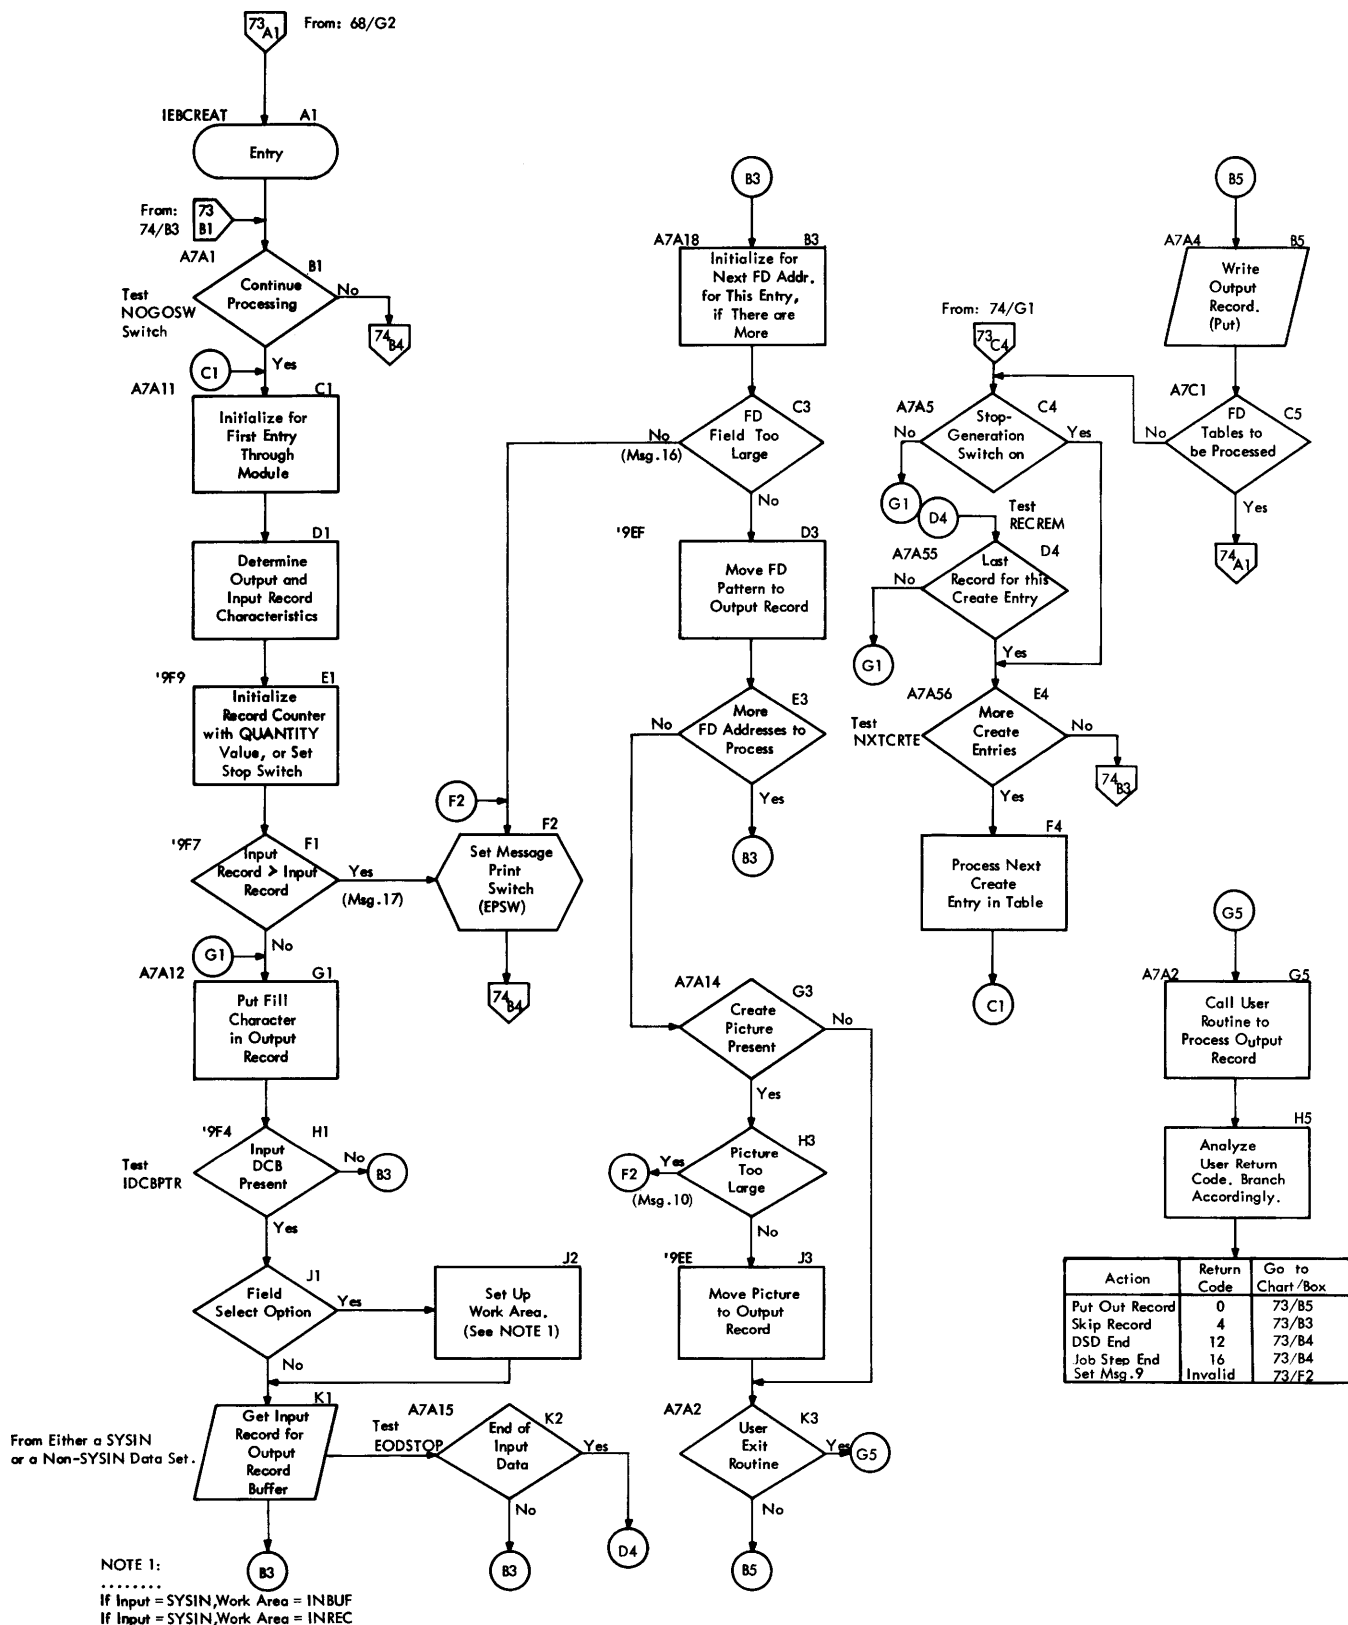 73
A1
From: 68/G2
IEBCREAT
A1
Entry
From:
74/B3
73
B1
A7A1
B1
Continue
Processing
Test
NOGOSW
Switch
No
74
B4
Yes
C1
A7A11
C1
Initialize for
First Entry
Through
Module
D1
Determine
Output and
Input Record
Characteristics
'9F9
E1
Initialize
Record Counter
with QUANTITY
Value, or Set
Stop Switch
'9F7
F1
Input
Record > Input
Record
Yes
(Msg.17)
No
G1
A7A12
G1
Put Fill
Character
in Output
Record
'9F4
H1
Input
DCB
Present
Test
IDCBPTR
No
B3
Yes
J1
Field
Select Option
Yes
No
K1
Get Input
Record for
Output
Record
Buffer
From Either a SYSIN
or a Non-SYSIN Data Set.
B3
NOTE 1:
........
If Input = SYSIN,Work Area = INBUF
If Input = SYSIN,Work Area = INREC
F2
F2
Set Message
Print
Switch
(EPSW)
74
B4
J2
Set Up
Work Area.
(See NOTE 1)
A7A15
Test
EODSTOP
K2
End of
Input
Data
Yes
No
B3
D4
B3
A7A18
B3
Initialize for
Next FD Addr.
for This Entry,
if There are
More
C3
FD
Field Too
Large
No
(Msg.16)
No
'9EF
D3
Move FD
Pattern to
Output Record
E3
More
FD Addresses to
Process
No
Yes
B3
A7A14
G3
Create
Picture
Present
No
Yes
H3
Picture
Too
Large
Yes
F2
(Msg.10)
No
'9EE
J3
Move Picture
to Output
Record
A7A2
K3
User
Exit
Routine
Yes
G5
No
B5
From: 74/G1
73
C4
A7A5
C4
Stop-
Generation
Switch on
No
Yes
G1
D4
Test
RECREM
A7A55
D4
Last
Record for this
Create Entry
No
G1
Yes
A7A56
E4
More
Create
Entries
Test
NXTCRTE
No
74
B3
Yes
F4
Process Next
Create
Entry in Table
C1
B5
A7A4
B5
Write
Output
Record.
(Put)
A7C1
C5
FD
Tables to
be Processed
No
Yes
74
A1
G5
A7A2
G5
Call User
Routine to
Process Output
Record
H5
Analyze
User Return
Code. Branch
Accordingly.
Action Return Code Go to Chart/Box
Put Out Record 0 73/B5
Skip Record 4 73/B3
DSD End 12 73/B4
Job Step End 16 73/B4
Set Msg.9 Invalid 73/F2